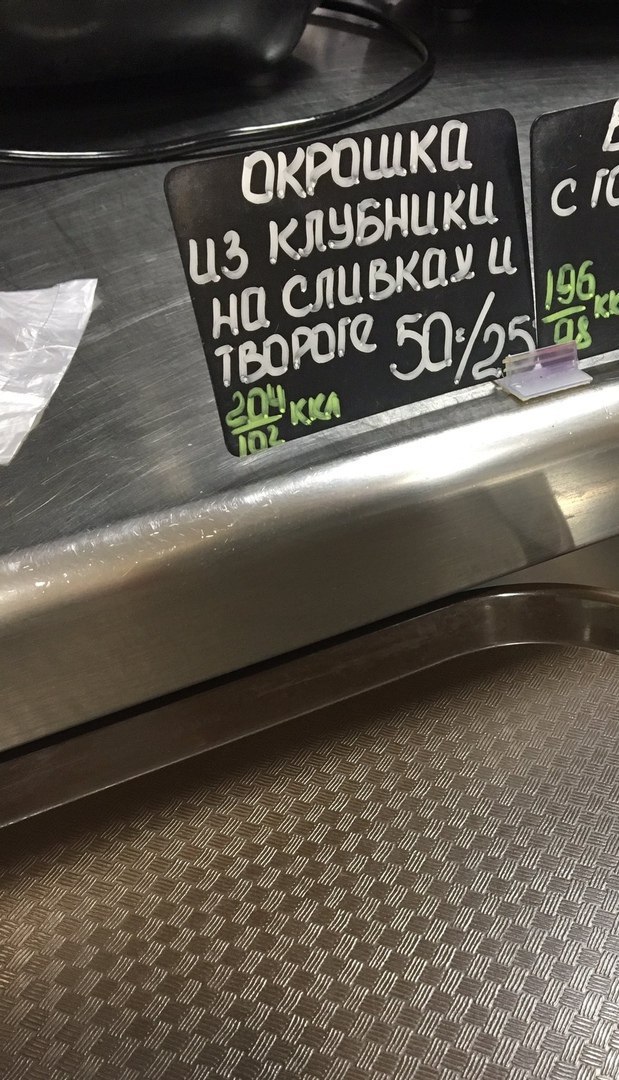 ОКРОШКА
ИЗ КЛУБНИКИ
НА СЛИВКАХ И
ТВОРОГЕ 50/25
204 ККЛ
102
С
196
98